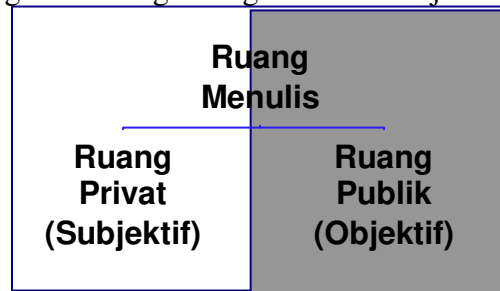 Ruang
Menulis
Ruang
Privat
(Subjektif)
Ruang
Publik
(Objektif)